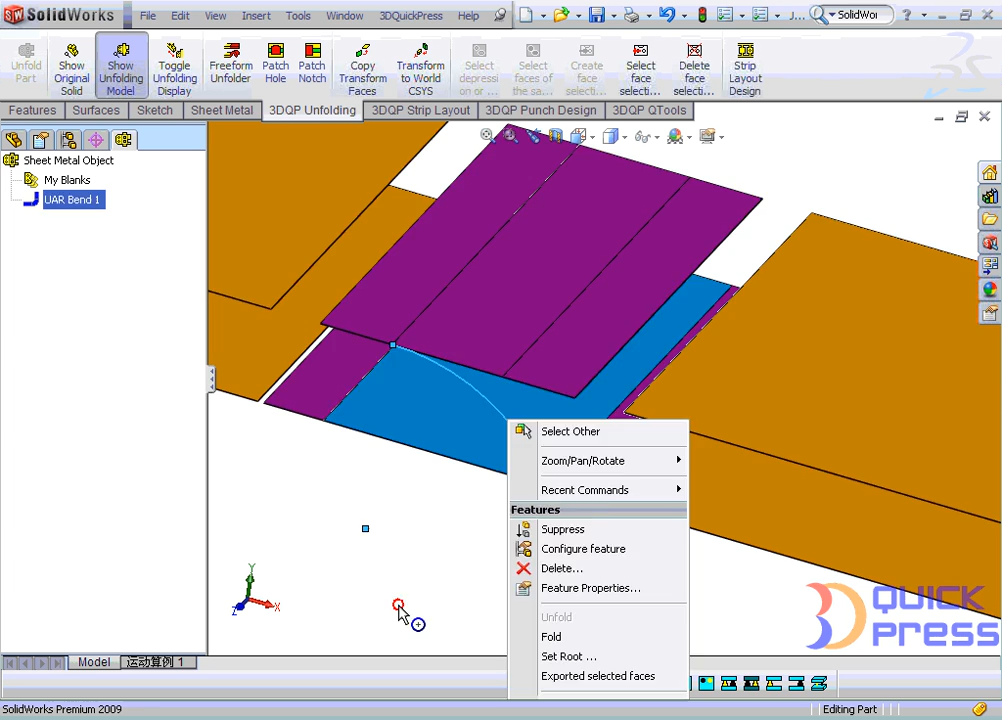 SolidWorks File Edit View Insert Tools Window 3DQuickPress Help J... SolidWor ?
Unfold Part
Show Original Solid
Show Unfolding Model
Toggle Unfolding Display
Freeform Unfolder
Patch Hole
Patch Notch
Copy Transform Faces
Transform to World CSYS
Select depressi on or ...
Select faces of the sa...
Create face selecti...
Select face selecti...
Delete face selecti...
Strip Layout Design
Features Surfaces Sketch Sheet Metal 3DQP Unfolding 3DQP Strip Layout 3DQP Punch Design 3DQP QTools
Sheet Metal Object
My Blanks
UAR Bend 1
Select Other
Zoom/Pan/Rotate
Recent Commands
Features
Suppress
Configure feature
Delete...
Feature Properties...
Unfold
Fold
Set Root ...
Exported selected faces
Y
X
Z
QUICK
PRESS
Model 运动算例 1
SolidWorks Premium 2009 Editing Part